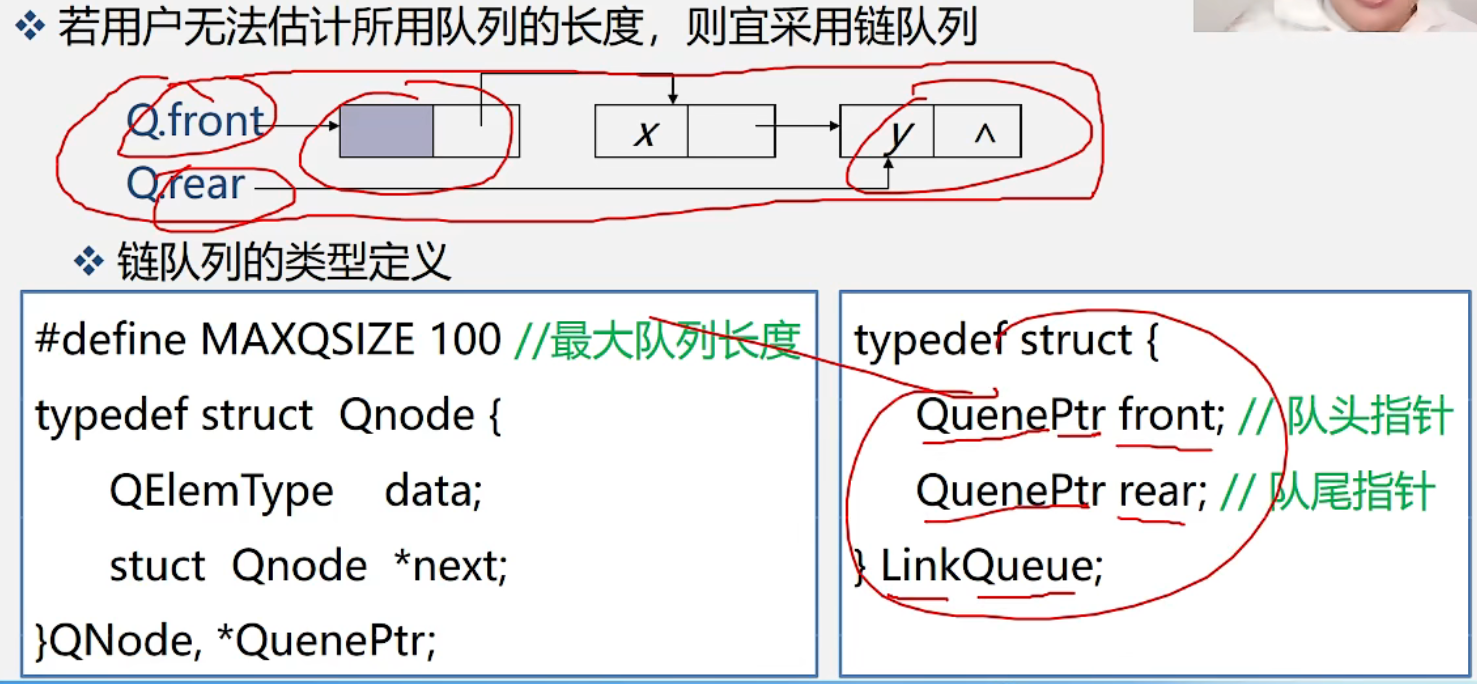 ❖ 若用户无法估计所用队列的长度，则宜采用链队列
Q.front
x
y ^
Q.rear
❖ 链队列的类型定义
#define MAXQSIZE 100 //最大队列长度
typedef struct Qnode {
QElemType data;
stuct Qnode *next;
}QNode, *QuenePtr;
typedef struct {
QuenePtr front; // 队头指针
QuenePtr rear; // 队尾指针
} LinkQueue;